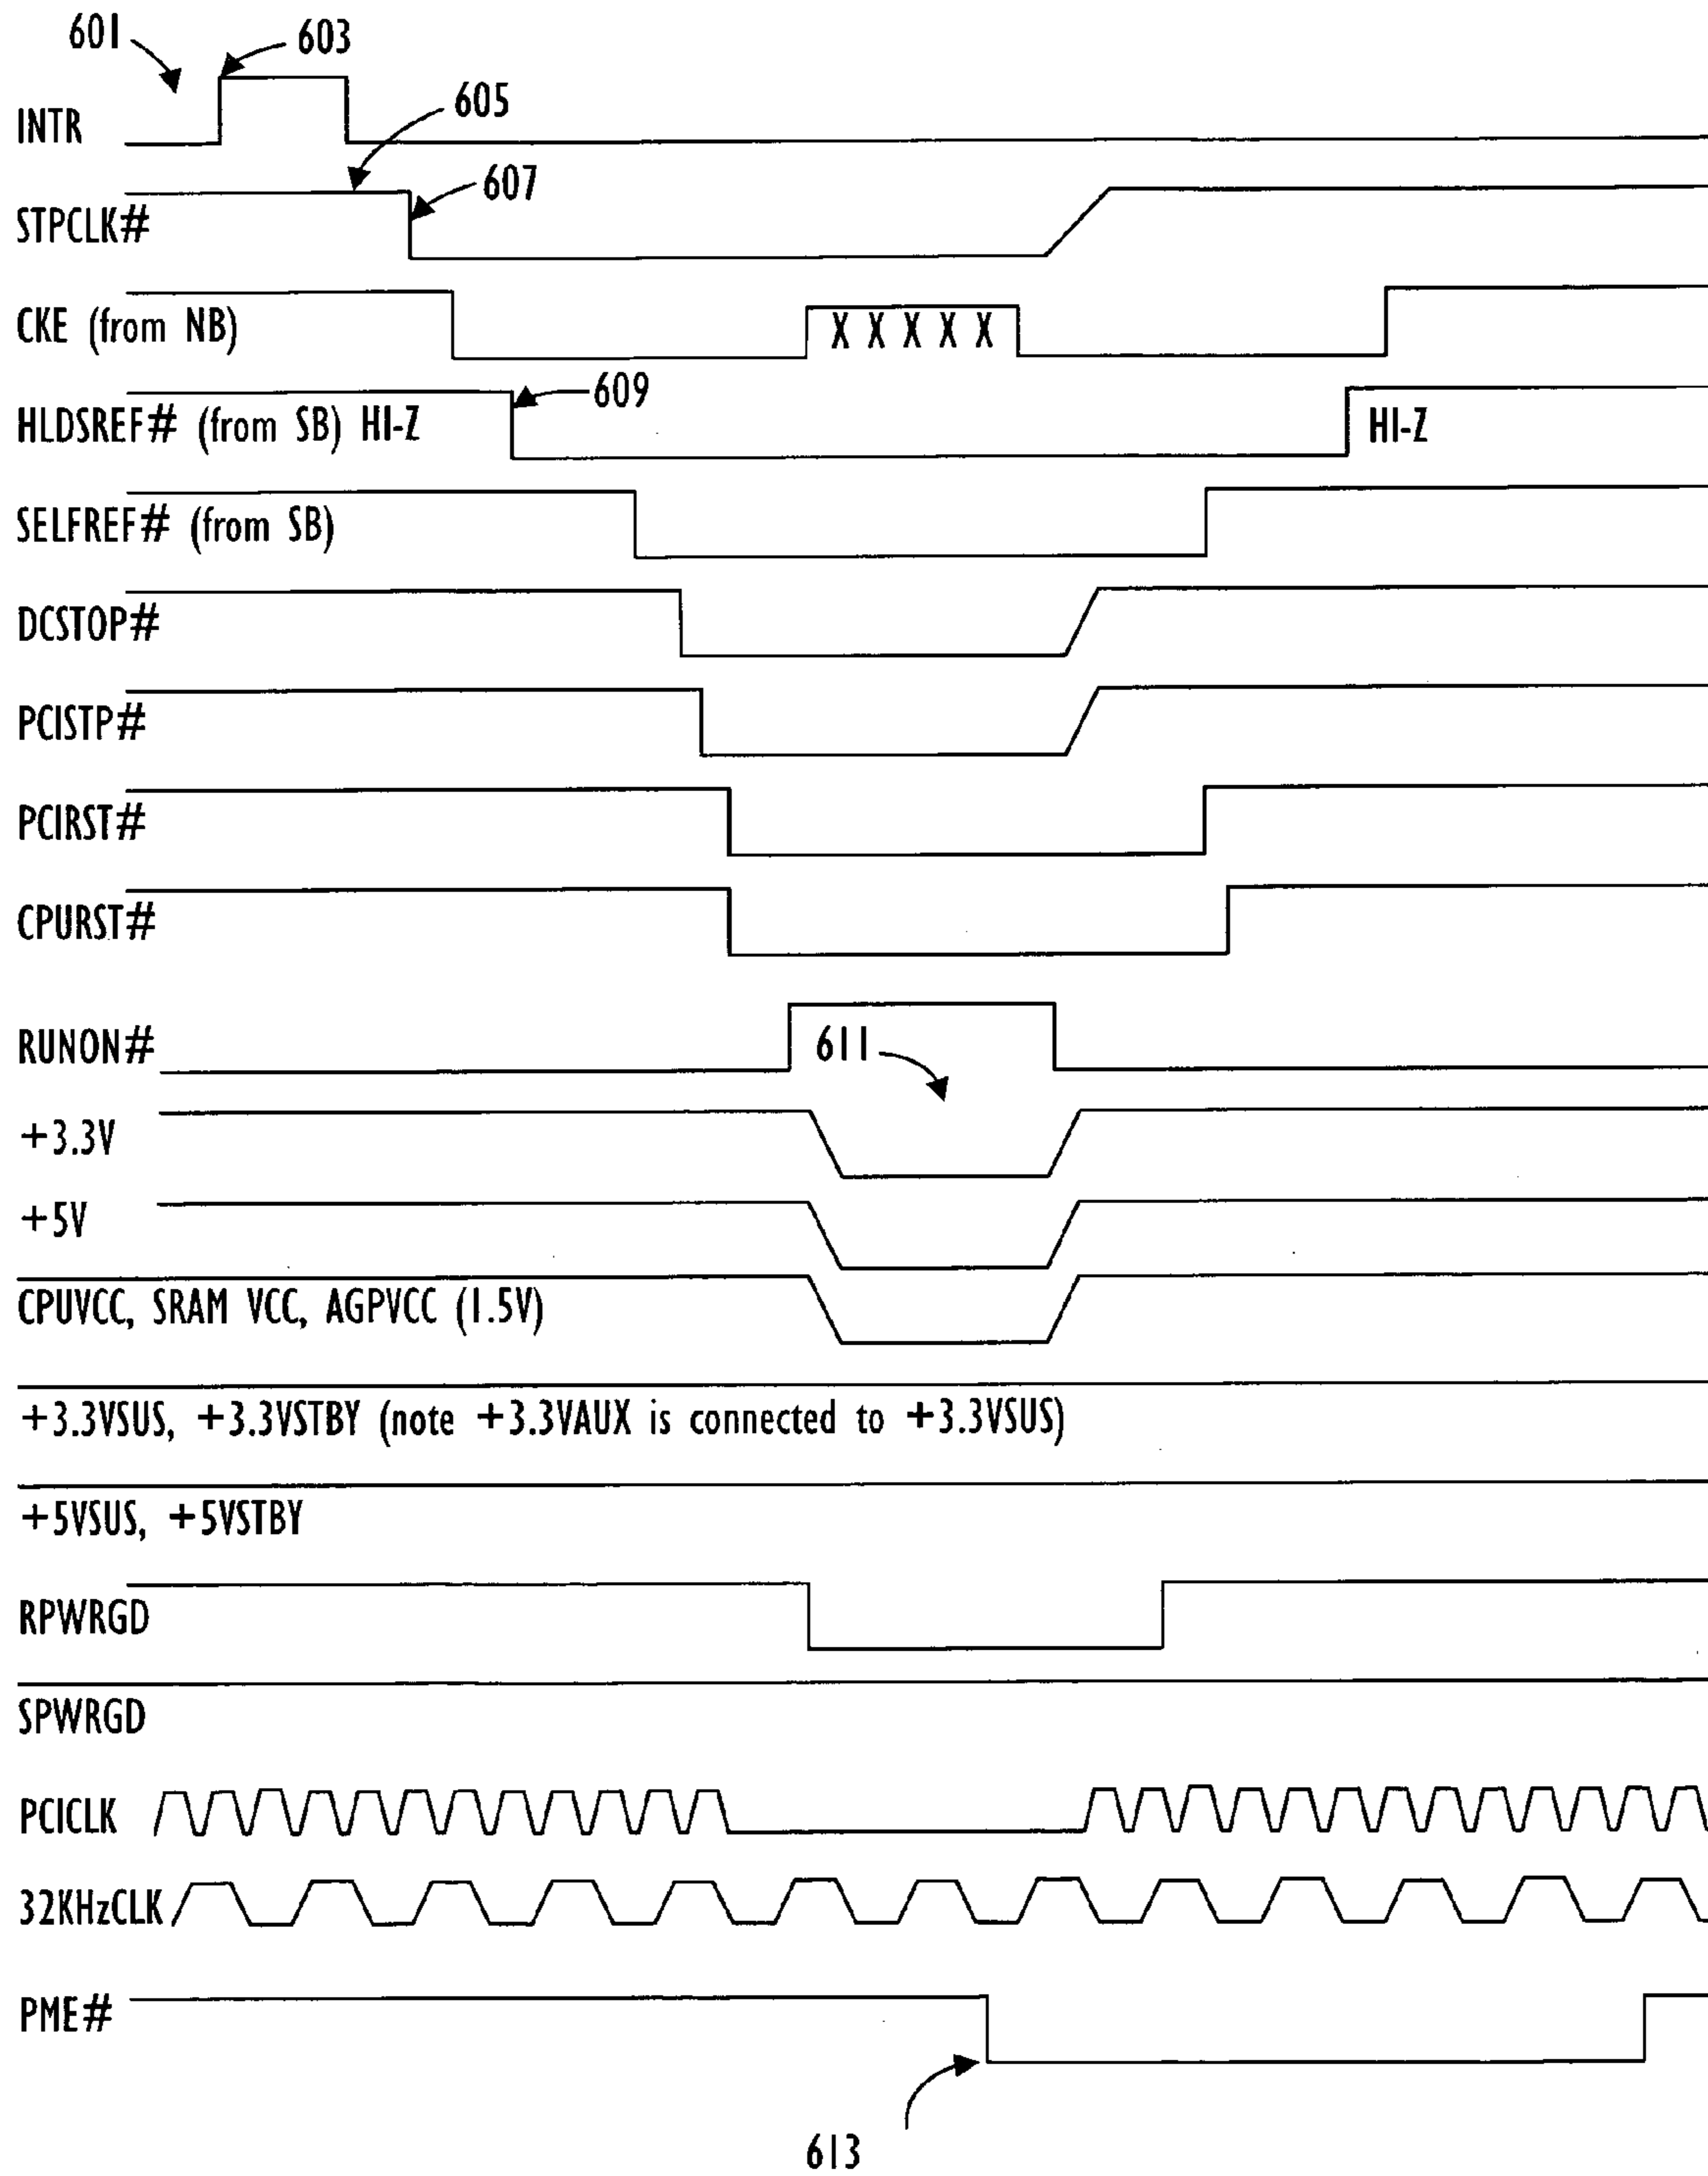 601
603
INTR
605
STPCLK#
607
CKE (from NB)
X X X X X
HLDSREF# (from SB) HI-Z
609
HI-Z
SELFREF# (from SB)
DCSTOP#
PCISTP#
PCIRST#
CPURST#
RUNON#
611
+3.3V
+5V
CPUVCC, SRAM VCC, AGPVCC (1.5V)
+3.3VSUS, +3.3VSTBY (note +3.3VAUX is connected to +3.3VSUS)
+5VSUS, +5VSTBY
RPWRGD
SPWRGD
PCICLK
32KHzCLK
PME#
613